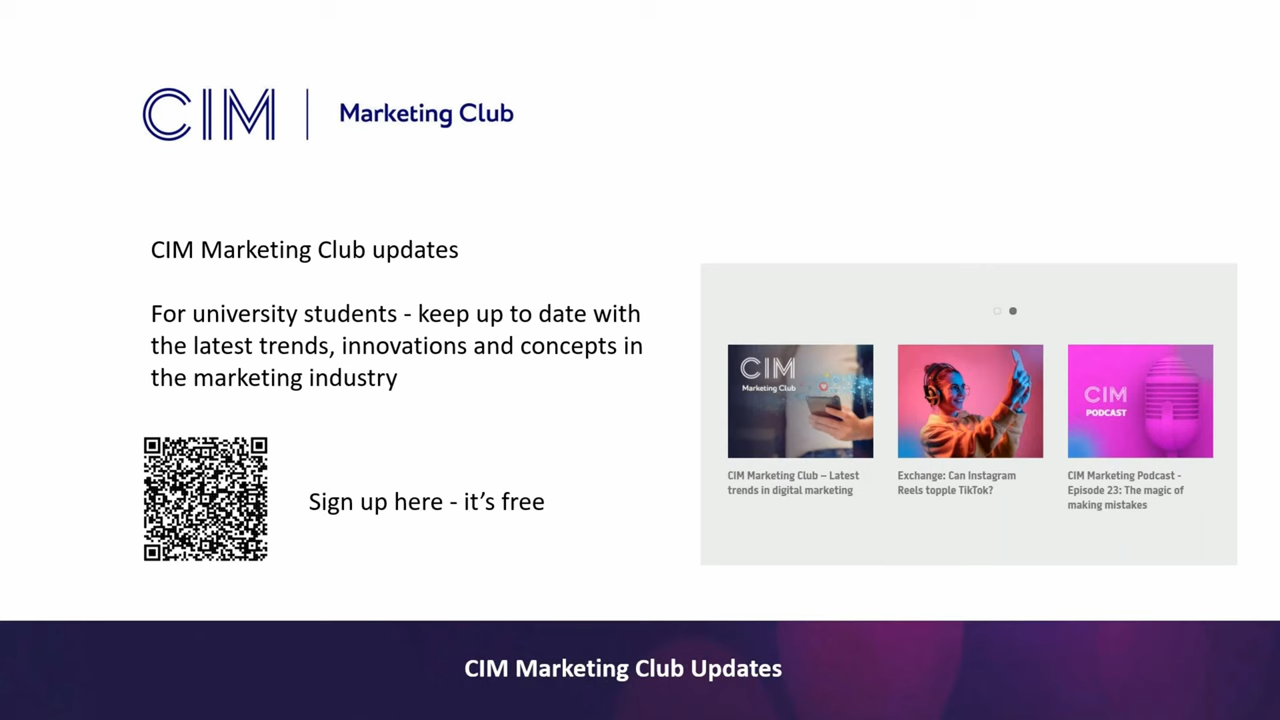 CIM | Marketing Club
CIM Marketing Club updates
For university students - keep up to date with
the latest trends, innovations and concepts in
the marketing industry
Sign up here - it's free
CIM
Marketing Club
CIM Marketing Club – Latest
trends in digital marketing
Exchange: Can Instagram
Reels topple TikTok?
CIM
PODCAST
CIM Marketing Podcast -
Episode 23: The magic of
making mistakes
CIM Marketing Club Updates